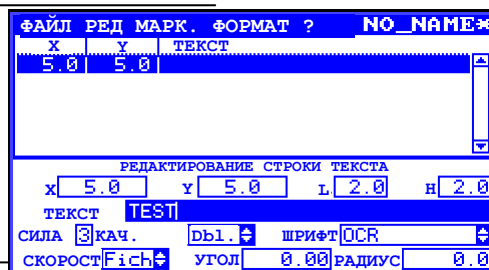 ФАЙЛ РЕД МАРК. ФОРМАТ ? NO_NAME*
X Y ТЕКСТ
5.0 5.0
РЕДАКТИРОВАНИЕ СТРОКИ ТЕКСТА
X 5.0 Y 5.0 L. 2.0 H 2.0
ТЕКСТ TEST
СИЛА 3 КАЧ. Dbl. ШРИФТ OCR
СКОРОСТ Fich УГОЛ 0.00 РАДИУС 0.0